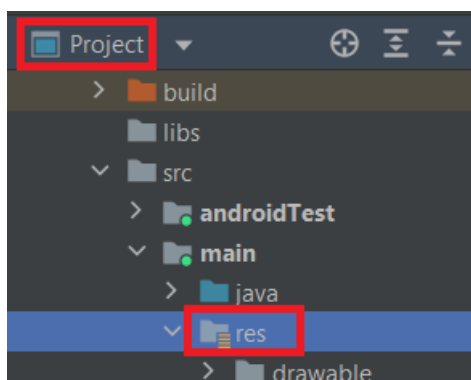 Project
build
libs
src
androidTest
main
java
res
drawable